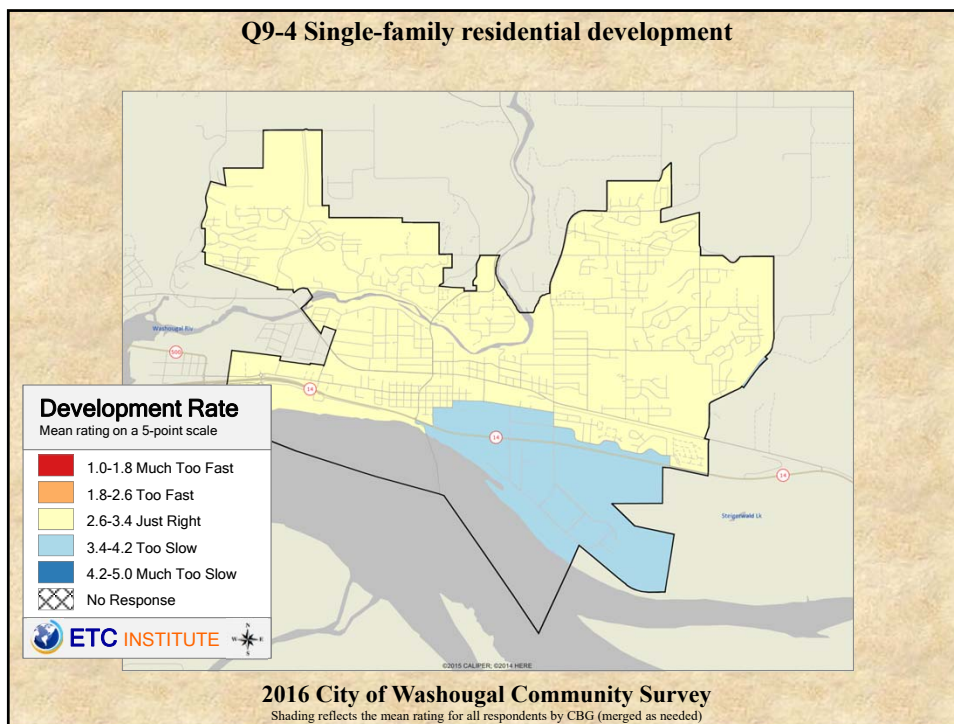 Q9-4 Single-family residential development
Washougal Riv
500
14
14
14
Steigerwald Lk
Development Rate
Mean rating on a 5-point scale
1.0-1.8 Much Too Fast
1.8-2.6 Too Fast
2.6-3.4 Just Right
3.4-4.2 Too Slow
4.2-5.0 Much Too Slow
No Response
ETC INSTITUTE
N
W E
S
©2015 CALIPER; ©2014 HERE
2016 City of Washougal Community Survey
Shading reflects the mean rating for all respondents by CBG (merged as needed)